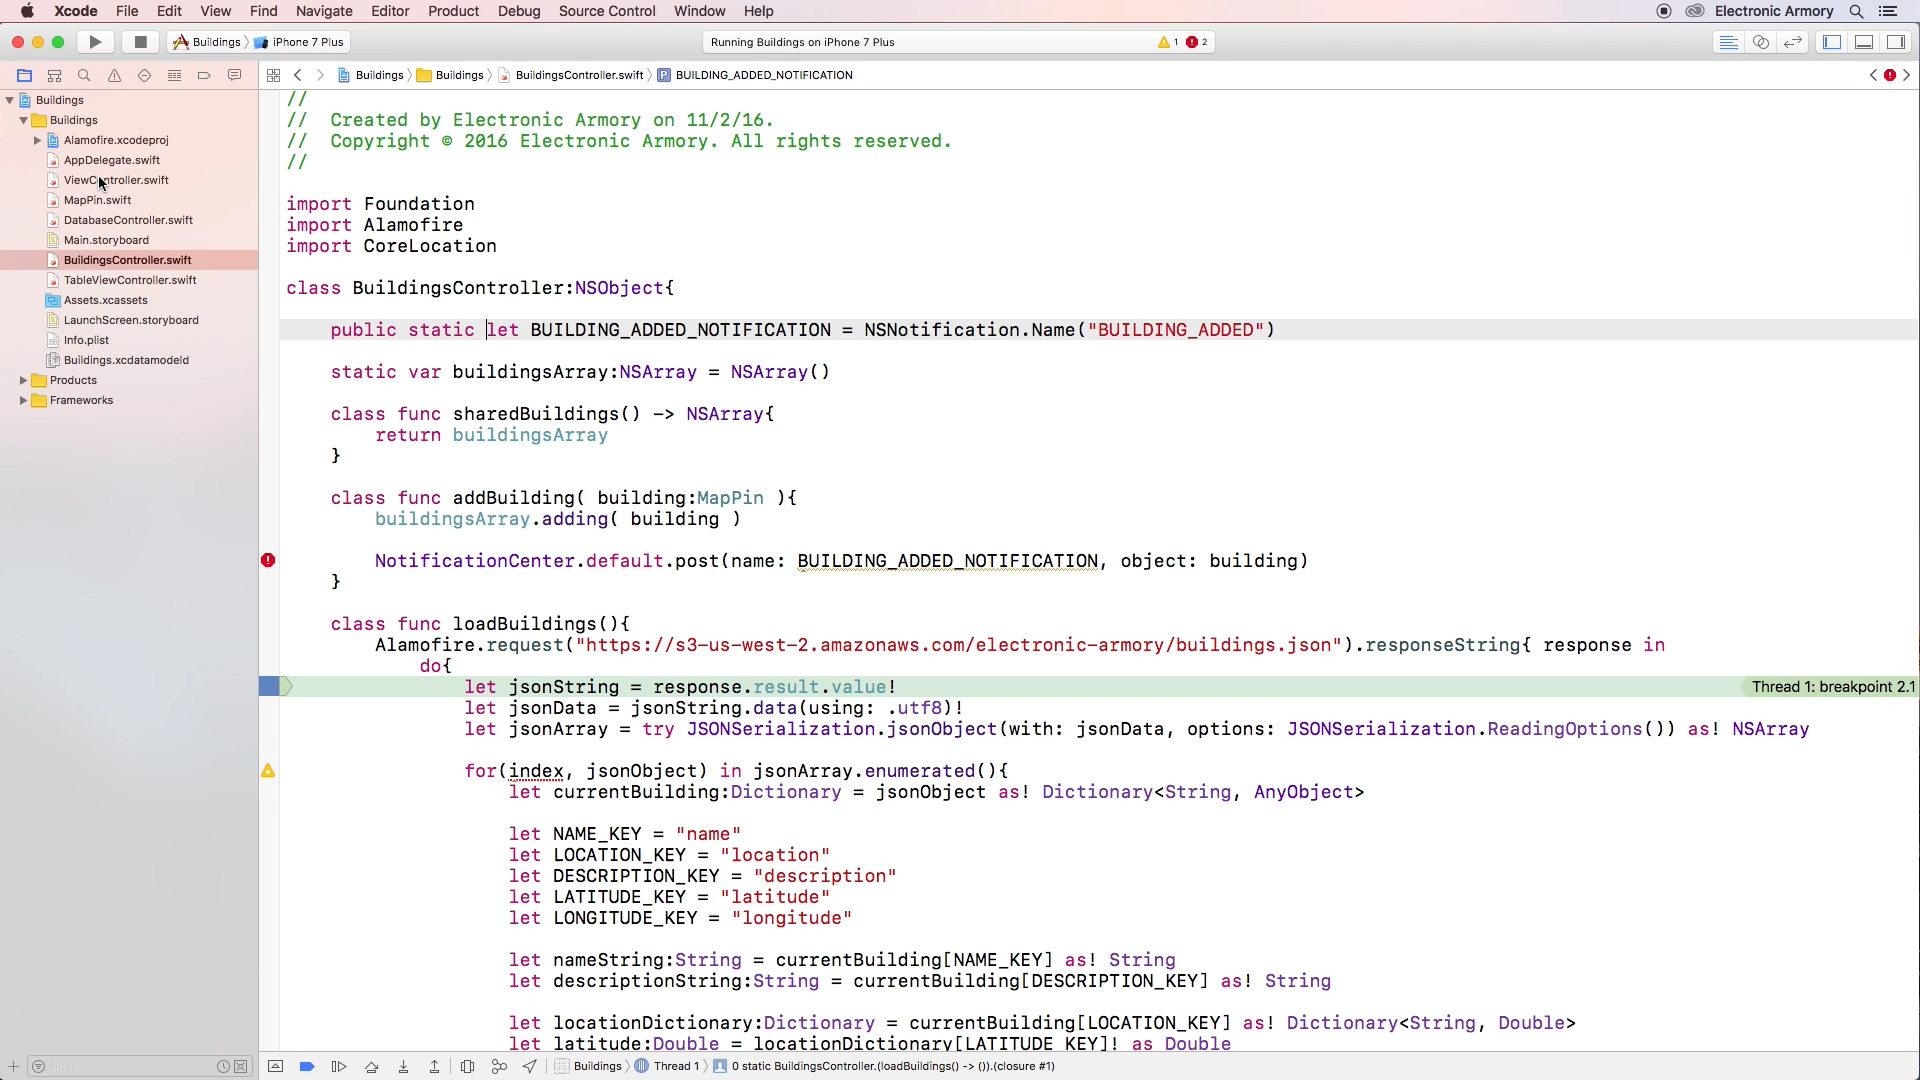 Xcode File Edit View Find Navigate Editor Product Debug Source Control Window Help Electronic Armory
Buildings iPhone 7 Plus Running Buildings on iPhone 7 Plus 1 2
Buildings Buildings BuildingsController.swift P BUILDING_ADDED_NOTIFICATION
Buildings
Buildings
Alamofire.xcodeproj
AppDelegate.swift
ViewController.swift
MapPin.swift
DatabaseController.swift
Main.storyboard
BuildingsController.swift
TableViewController.swift
Assets.xcassets
LaunchScreen.storyboard
Info.plist
Buildings.xcdatamodeld
Products
Frameworks
//
// Created by Electronic Armory on 11/2/16.
// Copyright © 2016 Electronic Armory. All rights reserved.
//
import Foundation
import Alamofire
import CoreLocation
class BuildingsController:NSObject{
public static let BUILDING_ADDED_NOTIFICATION = NSNotification.Name("BUILDING_ADDED")
static var buildingsArray:NSArray = NSArray()
class func sharedBuildings() -> NSArray{
return buildingsArray
}
class func addBuilding( building:MapPin ){
buildingsArray.adding( building )
NotificationCenter.default.post(name: BUILDING_ADDED_NOTIFICATION, object: building)
}
class func loadBuildings(){
Alamofire.request("https://s3-us-west-2.amazonaws.com/electronic-armory/buildings.json").responseString{ response in
do{
let jsonString = response.result.value! Thread 1: breakpoint 2.1
let jsonData = jsonString.data(using: .utf8)!
let jsonArray = try JSONSerialization.jsonObject(with: jsonData, options: JSONSerialization.ReadingOptions()) as! NSArray
for(index, jsonObject) in jsonArray.enumerated(){
let currentBuilding:Dictionary = jsonObject as! Dictionary<String, AnyObject>
let NAME_KEY = "name"
let LOCATION_KEY = "location"
let DESCRIPTION_KEY = "description"
let LATITUDE_KEY = "latitude"
let LONGITUDE_KEY = "longitude"
let nameString:String = currentBuilding[NAME_KEY] as! String
let descriptionString:String = currentBuilding[DESCRIPTION_KEY] as! String
let locationDictionary:Dictionary = currentBuilding[LOCATION_KEY] as! Dictionary<String, Double>
let latitude:Double = locationDictionary[LATITUDE_KEY]! as Double
Filter Buildings Thread 1 0 static BuildingsController.(loadBuildings() -> ()).(closure #1)